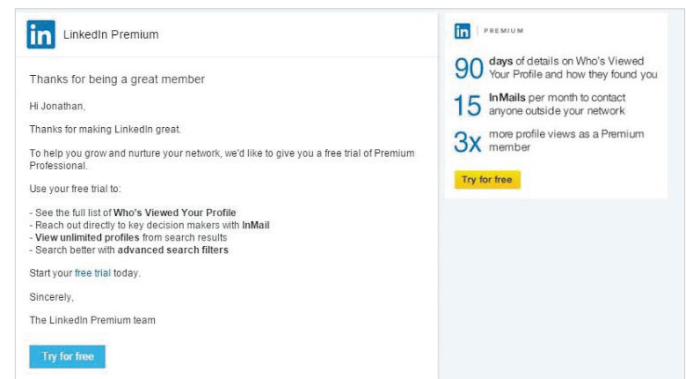 in LinkedIn Premium
Thanks for being a great member
Hi Jonathan,
Thanks for making LinkedIn great.
To help you grow and nurture your network, we'd like to give you a free trial of Premium
Professional.
Use your free trial to:
- See the full list of Who's Viewed Your Profile
- Reach out directly to key decision makers with InMail
- View unlimited profiles from search results
- Search better with advanced search filters
Start your free trial today.
Sincerely,
The LinkedIn Premium team
Try for free
in PREMIUM
90 days of details on Who's Viewed
Your Profile and how they found you
15 InMails per month to contact
anyone outside your network
3x more profile views as a Premium
member
Try for free